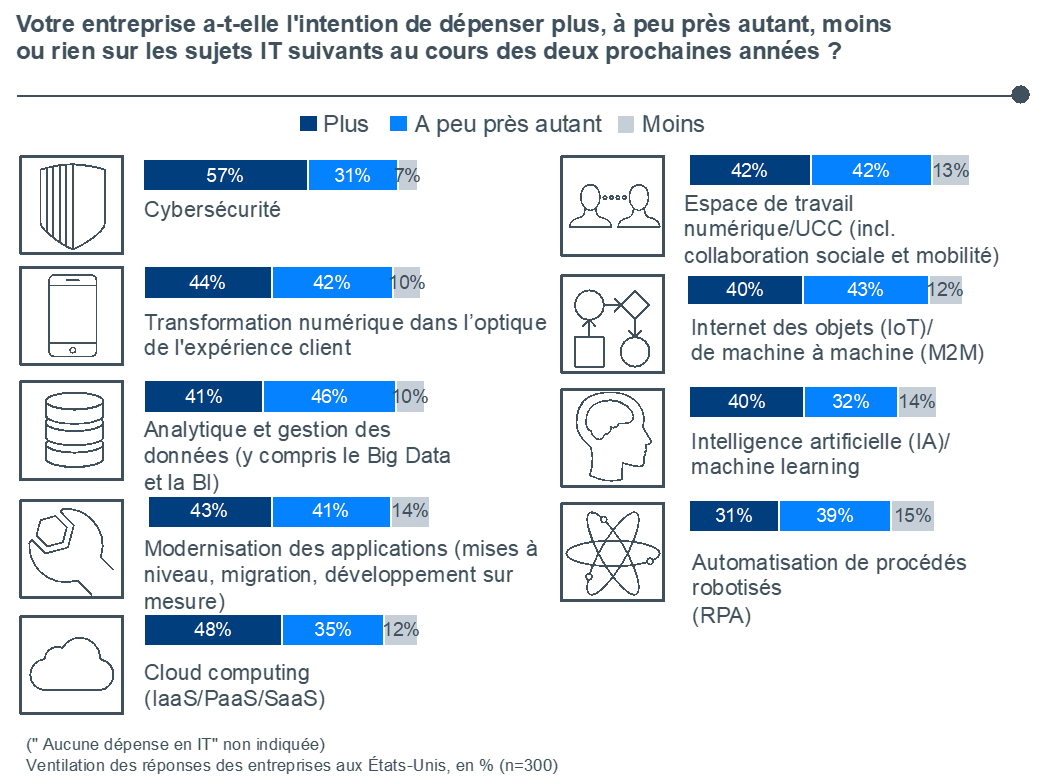 Votre entreprise a-t-elle l'intention de dépenser plus, à peu près autant, moins
ou rien sur les sujets IT suivants au cours des deux prochaines années ?
Plus A peu près autant Moins
57% 31% 7%
Cybersécurité
44% 42% 10%
Transformation numérique dans l’optique
de l'expérience client
41% 46% 10%
Analytique et gestion des
données (y compris le Big Data
et la BI)
43% 41% 14%
Modernisation des applications (mises à
niveau, migration, développement sur
mesure)
48% 35% 12%
Cloud computing
(IaaS/PaaS/SaaS)
42% 42% 13%
Espace de travail
numérique/UCC (incl.
collaboration sociale et mobilité)
40% 43% 12%
Internet des objets (IoT)/
de machine à machine (M2M)
40% 32% 14%
Intelligence artificielle (IA)/
machine learning
31% 39% 15%
Automatisation de procédés
robotisés
(RPA)
(" Aucune dépense en IT" non indiquée)
Ventilation des réponses des entreprises aux États-Unis, en % (n=300)